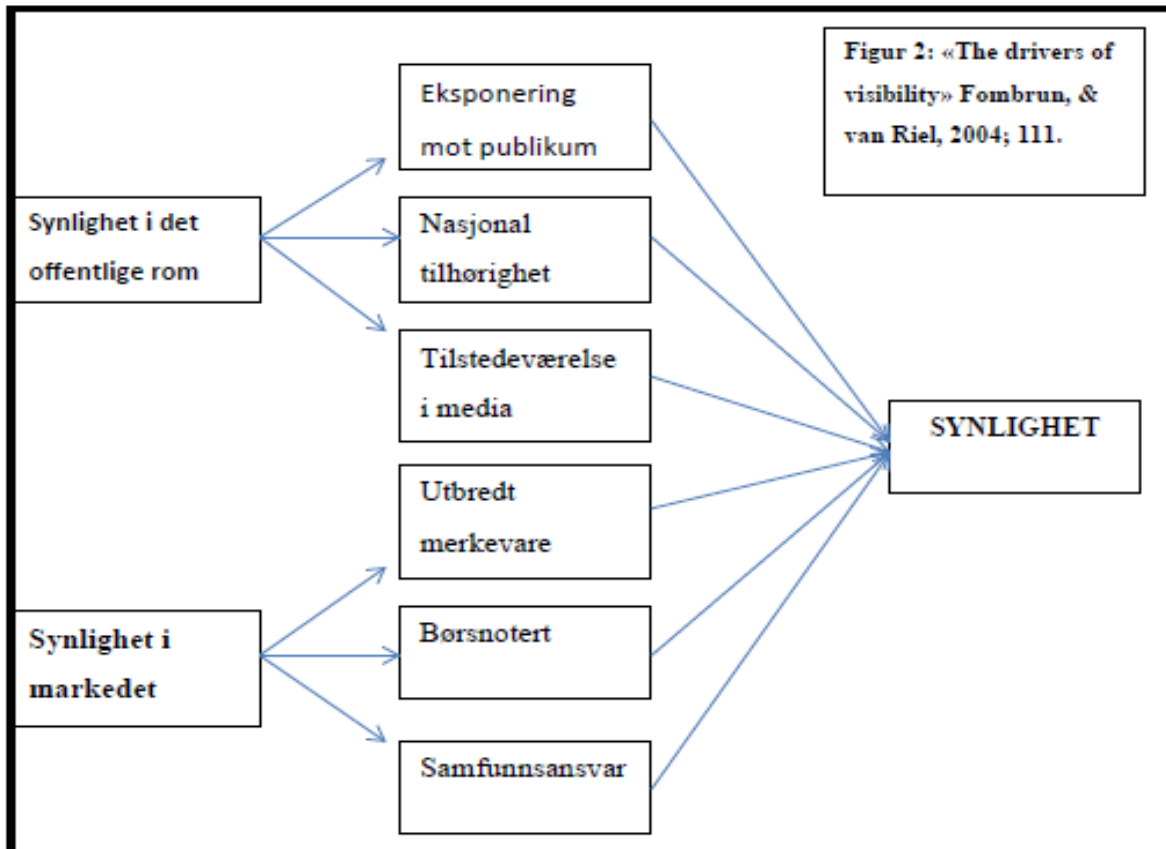 Figur 2: «The drivers of
visibility» Fombrun, &
van Riel, 2004; 111.
Eksponering
mot publikum
Synlighet i det
offentlige rom
Nasjonal
tilhørighet
Tilstedeværelse
i media
SYNLIGHET
Utbredt
merkevare
Synlighet i
markedet
Børsnotert
Samfunnsansvar